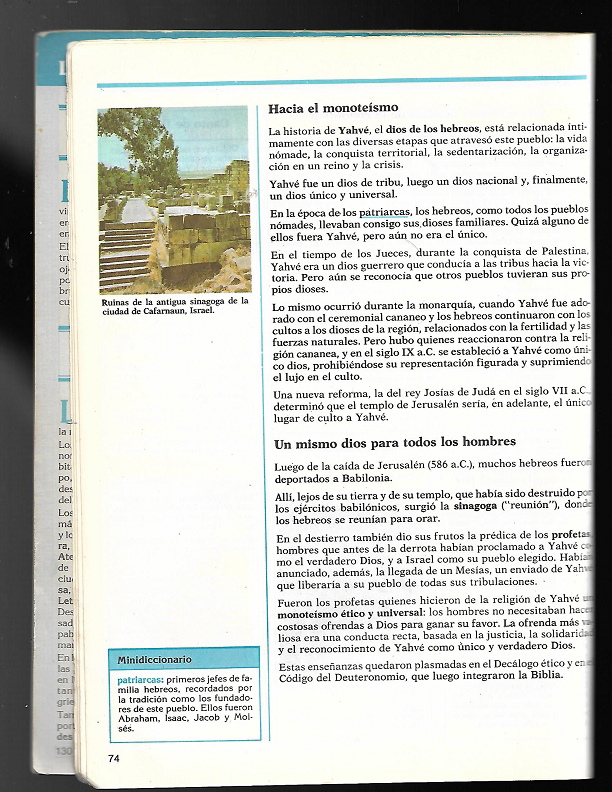 Hacia el monoteísmo
La historia de Yahvé, el dios de los hebreos, está relacionada ínti-
mamente con las diversas etapas que atravesó este pueblo: la vida
nómade, la conquista territorial, la sedentarización, la organiza-
ción en un reino y la crisis.
Yahvé fue un dios de tribu, luego un dios nacional y, finalmente,
un dios único y universal.
En la época de los patriarcas, los hebreos, como todos los pueblos
nómades, llevaban consigo sus dioses familiares. Quizá alguno de
ellos fuera Yahvé, pero aún no era el único.
En el tiempo de los Jueces, durante la conquista de Palestina,
Yahvé era un dios guerrero que conducía a las tribus hacia la vic-
toria. Pero aún se reconocía que otros pueblos tuvieran sus pro-
pios dioses.
Lo mismo ocurrió durante la monarquía, cuando Yahvé fue ado-
rado con el ceremonial cananeo y los hebreos continuaron con los
cultos a los dioses de la región, relacionados con la fertilidad y las
fuerzas naturales. Pero hubo quienes reaccionaron contra la reli-
gión cananea, y en el siglo IX a.C. se estableció a Yahvé como úni-
co dios, prohibiéndose su representación figurada y suprimiendo
el lujo en el culto.
Una nueva reforma, la del rey Josías de Judá en el siglo VII a.C.,
determinó que el templo de Jerusalén sería, en adelante, el único
lugar de culto a Yahvé.
Un mismo dios para todos los hombres
Luego de la caída de Jerusalén (586 a.C.), muchos hebreos fueron
deportados a Babilonia.
Allí, lejos de su tierra y de su templo, que había sido destruido por
los ejércitos babilónicos, surgió la sinagoga ("reunión"), donde
los hebreos se reunían para orar.
En el destierro también dio sus frutos la prédica de los profetas,
hombres que antes de la derrota habían proclamado a Yahvé co-
mo el verdadero Dios, y a Israel como su pueblo elegido. Habían
anunciado, además, la llegada de un Mesías, un enviado de Yahvé
que liberaría a su pueblo de todas sus tribulaciones.
Fueron los profetas quienes hicieron de la religión de Yahvé un
monoteísmo ético y universal: los hombres no necesitaban hacer
costosas ofrendas a Dios para ganar su favor. La ofrenda más va-
liosa era una conducta recta, basada en la justicia, la solidaridad
y el reconocimiento de Yahvé como único y verdadero Dios.
Estas enseñanzas quedaron plasmadas en el Decálogo ético y en el
Código del Deuteronomio, que luego integraron la Biblia.
Ruinas de la antigua sinagoga de la
ciudad de Cafarnaun, Israel.
Minidiccionario
patriarcas: primeros jefes de fa-
milia hebreos, recordados por
la tradición como los fundado-
res de este pueblo. Ellos fueron
Abraham, Isaac, Jacob y Moi-
sés.
74
130